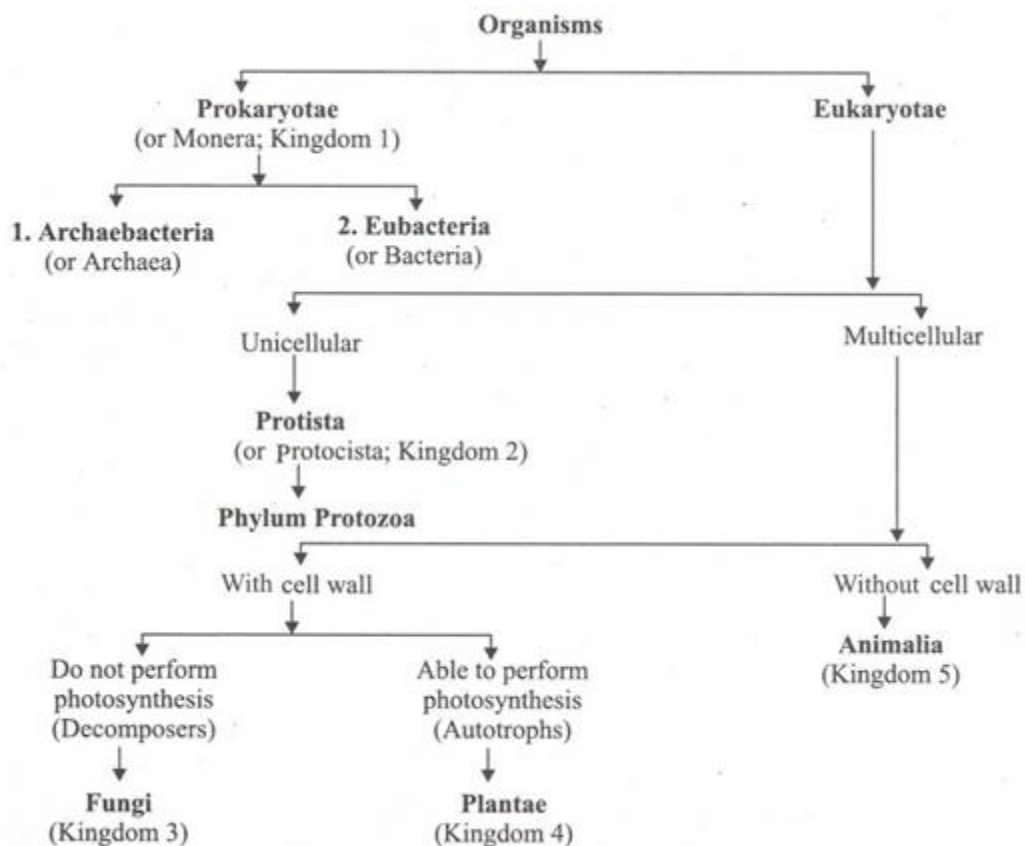 Organisms
Prokaryotae
(or Monera; Kingdom 1)
Eukaryotae
1. Archaebacteria
(or Archaea)
2. Eubacteria
(or Bacteria)
Unicellular
Multicellular
Protista
(or Protocista; Kingdom 2)
Phylum Protozoa
With cell wall
Without cell wall
Do not perform
photosynthesis
(Decomposers)
Able to perform
photosynthesis
(Autotrophs)
Animalia
(Kingdom 5)
Fungi
(Kingdom 3)
Plantae
(Kingdom 4)